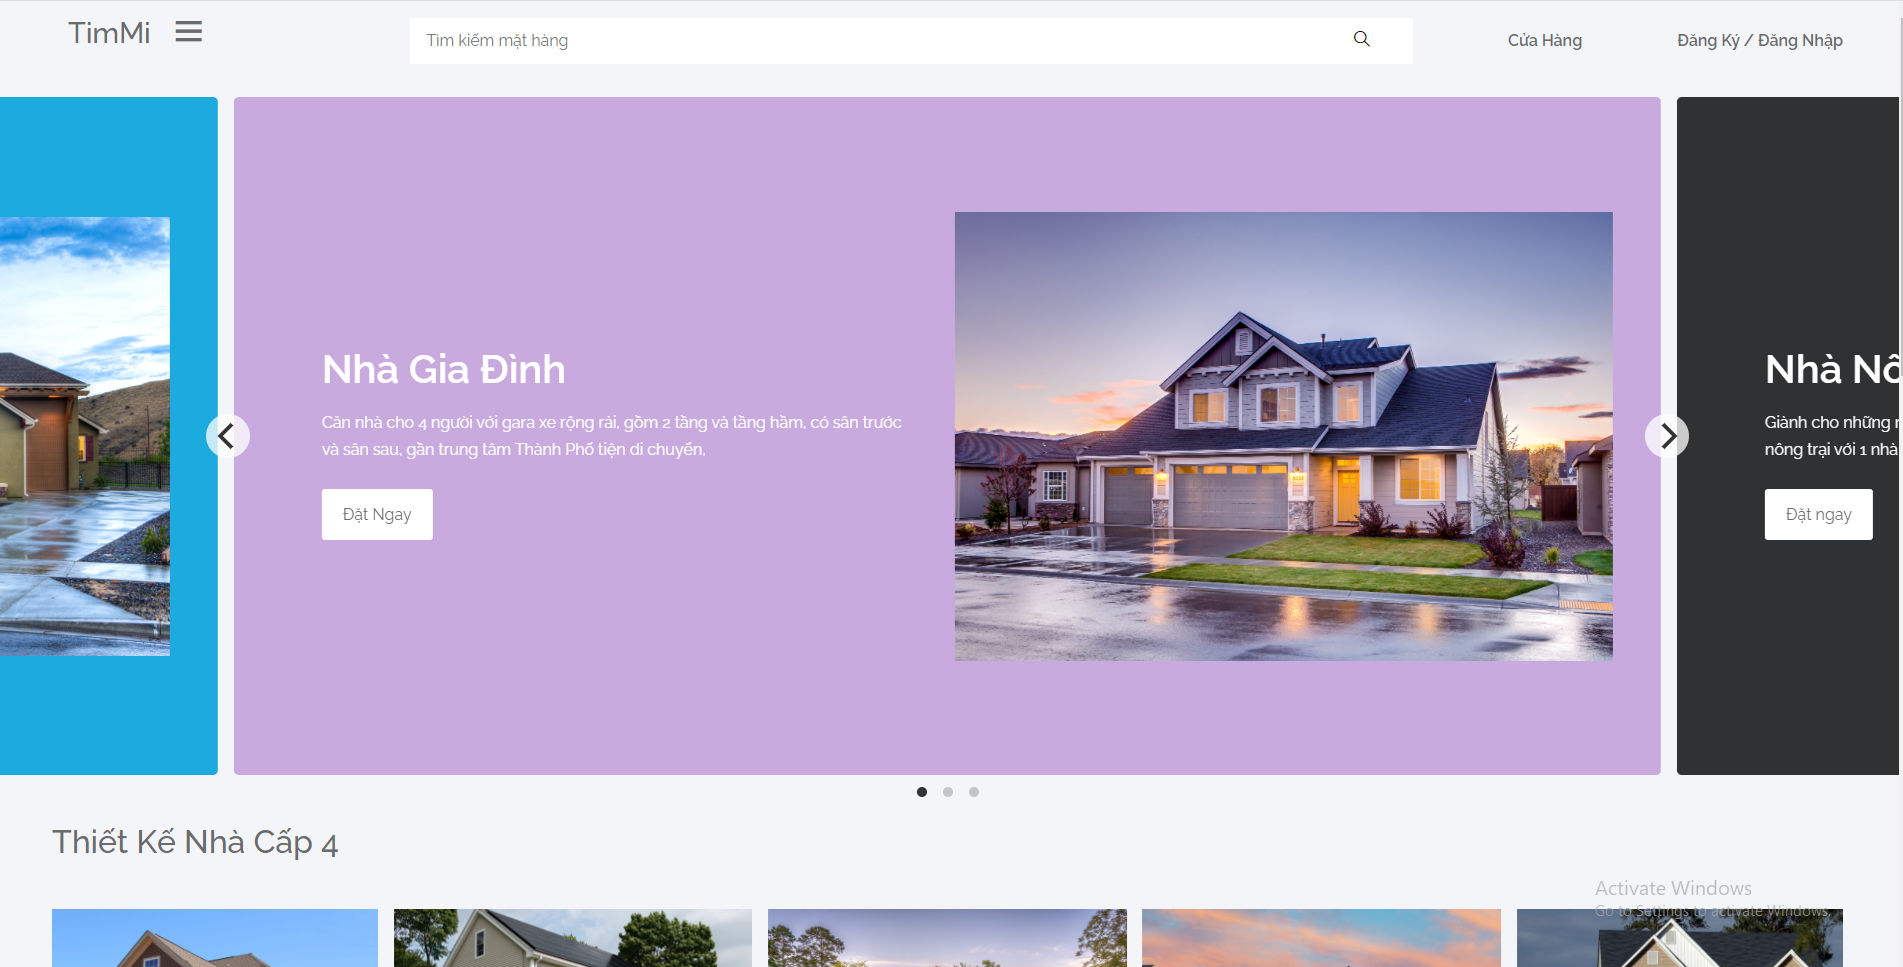 TimMi
Tìm kiếm mặt hàng
Cửa Hàng
Đăng Ký / Đăng Nhập
Nhà Gia Đình
Căn nhà cho 4 người với gara xe rộng rải, gồm 2 tầng và tầng hầm, có sân trước
và sân sau, gần trung tâm Thành Phố tiện di chuyển,
Đặt Ngay
Nhà Nô
Giành cho những
nông trại với 1 nhà
Đặt ngay
Thiết Kế Nhà Cấp 4
Activate Windows
Go to Settings to activate Windows.